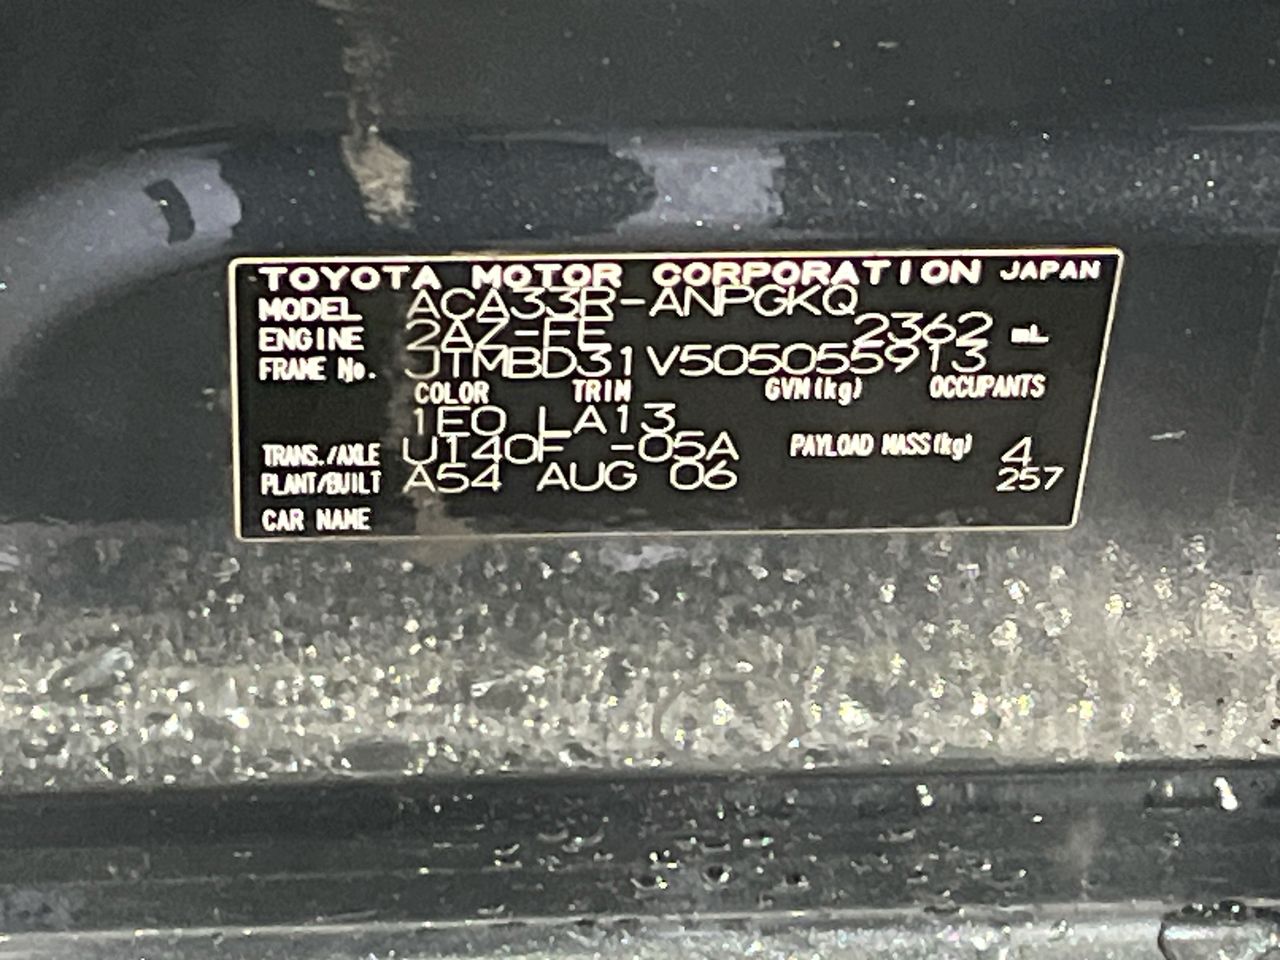 TOYOTA MOTOR CORPORATION JAPAN
MODEL ACA33R-ANPGKQ
ENGINE 2AZ-FE 2362 mL
FRAME No. JTMBD31V505055913
COLOR TRIM GVM(kg) OCCUPANTS
1E0 LA13
TRANS./AXLE U140F -05A PAYLOAD MASS(kg) 4
PLANT/BUILT A54 AUG 06 257
CAR NAME